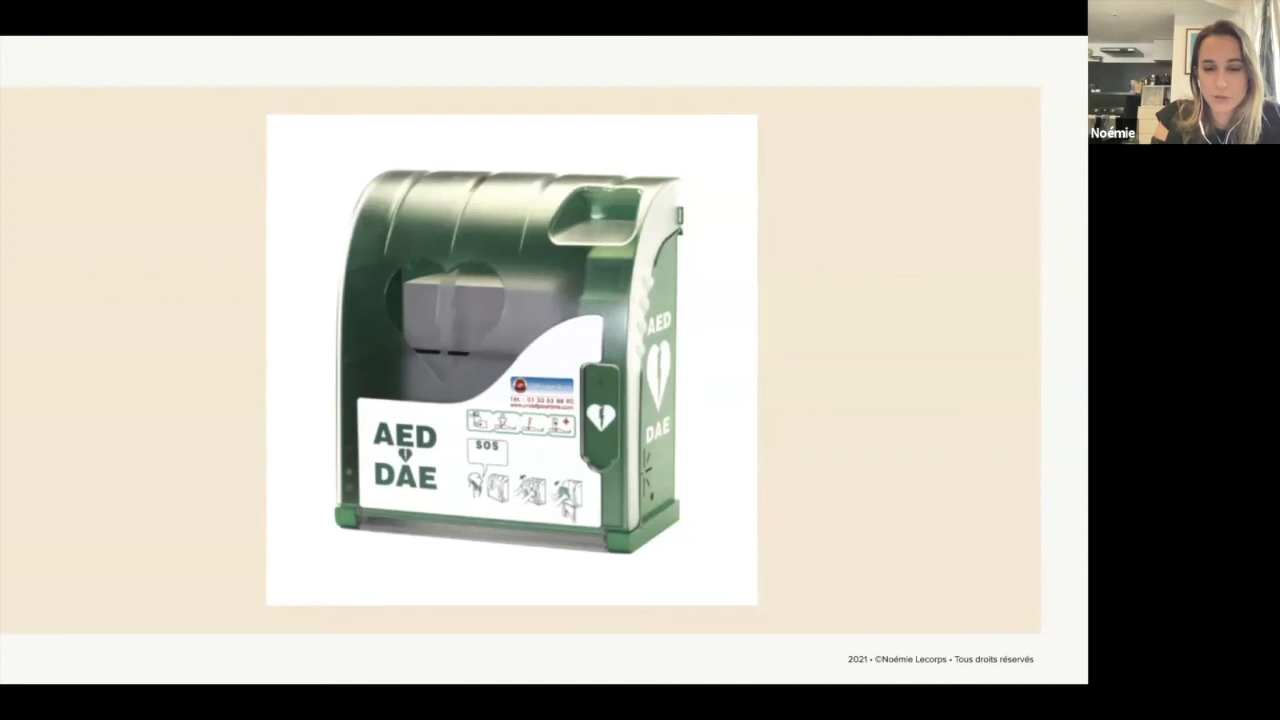 Noémie
AED
DAE
AED
DAE
SOS
2021 • ©Noémie Lecorps • Tous droits réservés